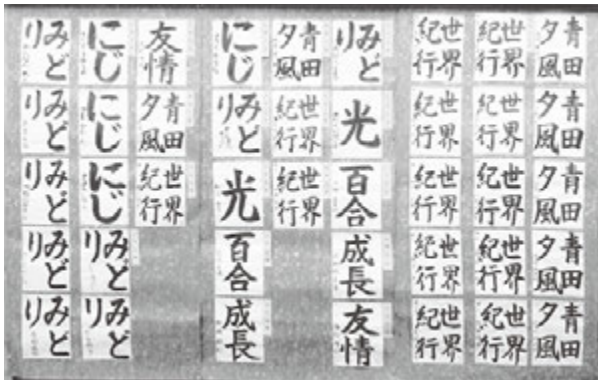 みどり
にじ
友情
にじ
青田夕風
みどり
世界紀行
世界紀行
青田夕風
みどり
にじ
青田夕風
みどり
世界紀行
光
世界紀行
世界紀行
青田夕風
みどり
にじ
世界紀行
光
世界紀行
百合
世界紀行
世界紀行
青田夕風
みどり
みどり
百合
成長
世界紀行
世界紀行
青田夕風
みどり
みどり
成長
友情
世界紀行
世界紀行
青田夕風